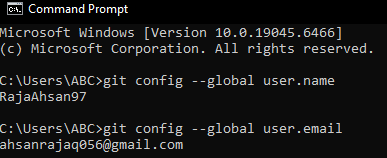 Command Prompt
Microsoft Windows [Version 10.0.19045.6466]
(c) Microsoft Corporation. All rights reserved.
C:\Users\ABC>git config --global user.name
RajaAhsan97
C:\Users\ABC>git config --global user.email
ahsanrajaq056@gmail.com